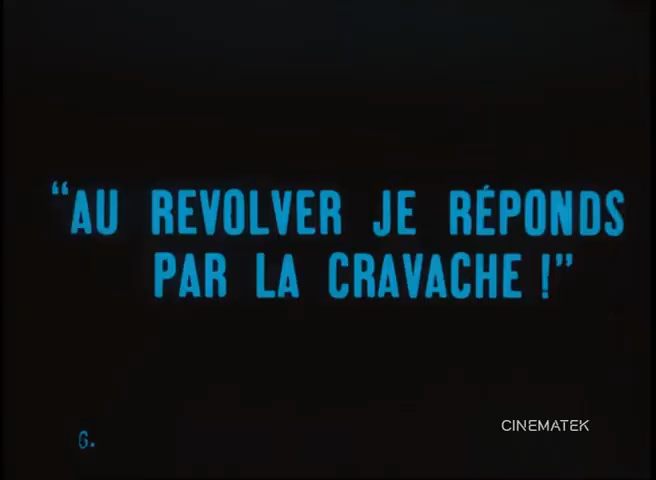 “AU REVOLVER JE RÉPONDS
PAR LA CRAVACHE !”
G.
CINEMATEK